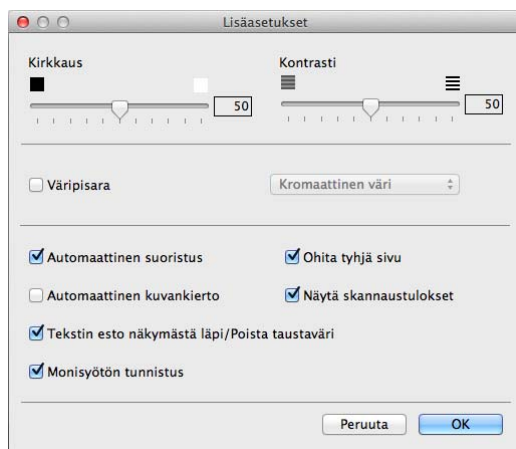 Lisäasetukset
Kirkkaus Kontrasti
50 50
Väripisara Kromaattinen väri
Automaattinen suoristus Ohita tyhjä sivu
Automaattinen kuvankierto Näytä skannaustulokset
Tekstin esto näkymästä läpi/Poista taustaväri
Monisyötön tunnistus
Peruuta OK